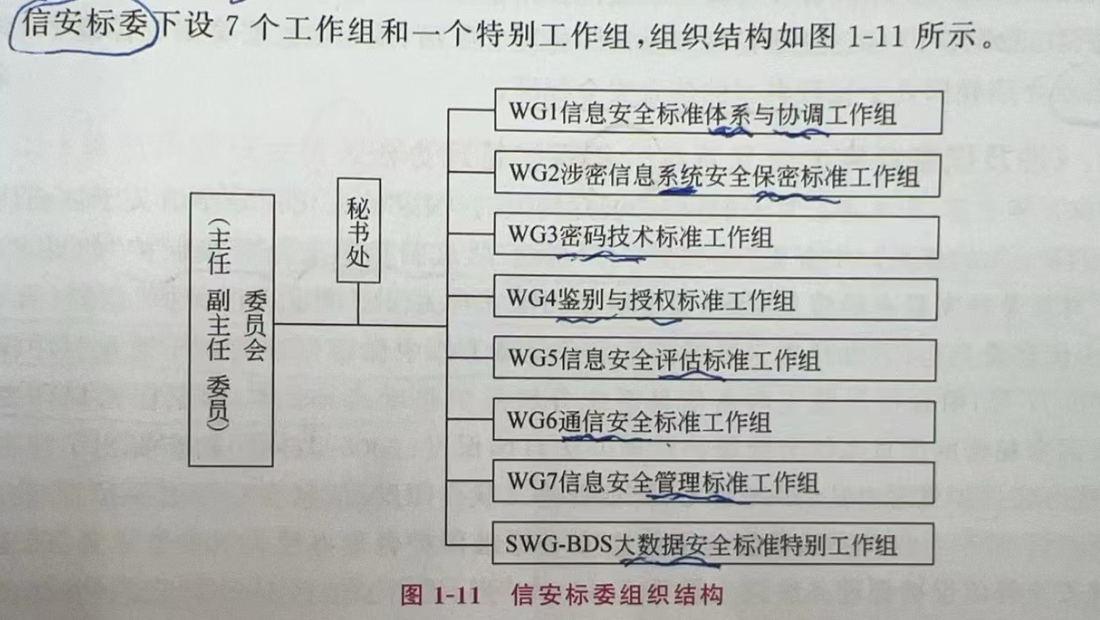 信安标委下设7个工作组和一个特别工作组，组织结构如图1-11所示。
委员会
（主任 副主任 委员）
秘书处
WG1信息安全标准体系与协调工作组
WG2涉密信息系统安全保密标准工作组
WG3密码技术标准工作组
WG4鉴别与授权标准工作组
WG5信息安全评估标准工作组
WG6通信安全标准工作组
WG7信息安全管理标准工作组
SWG-BDS大数据安全标准特别工作组
图1-11 信安标委组织结构